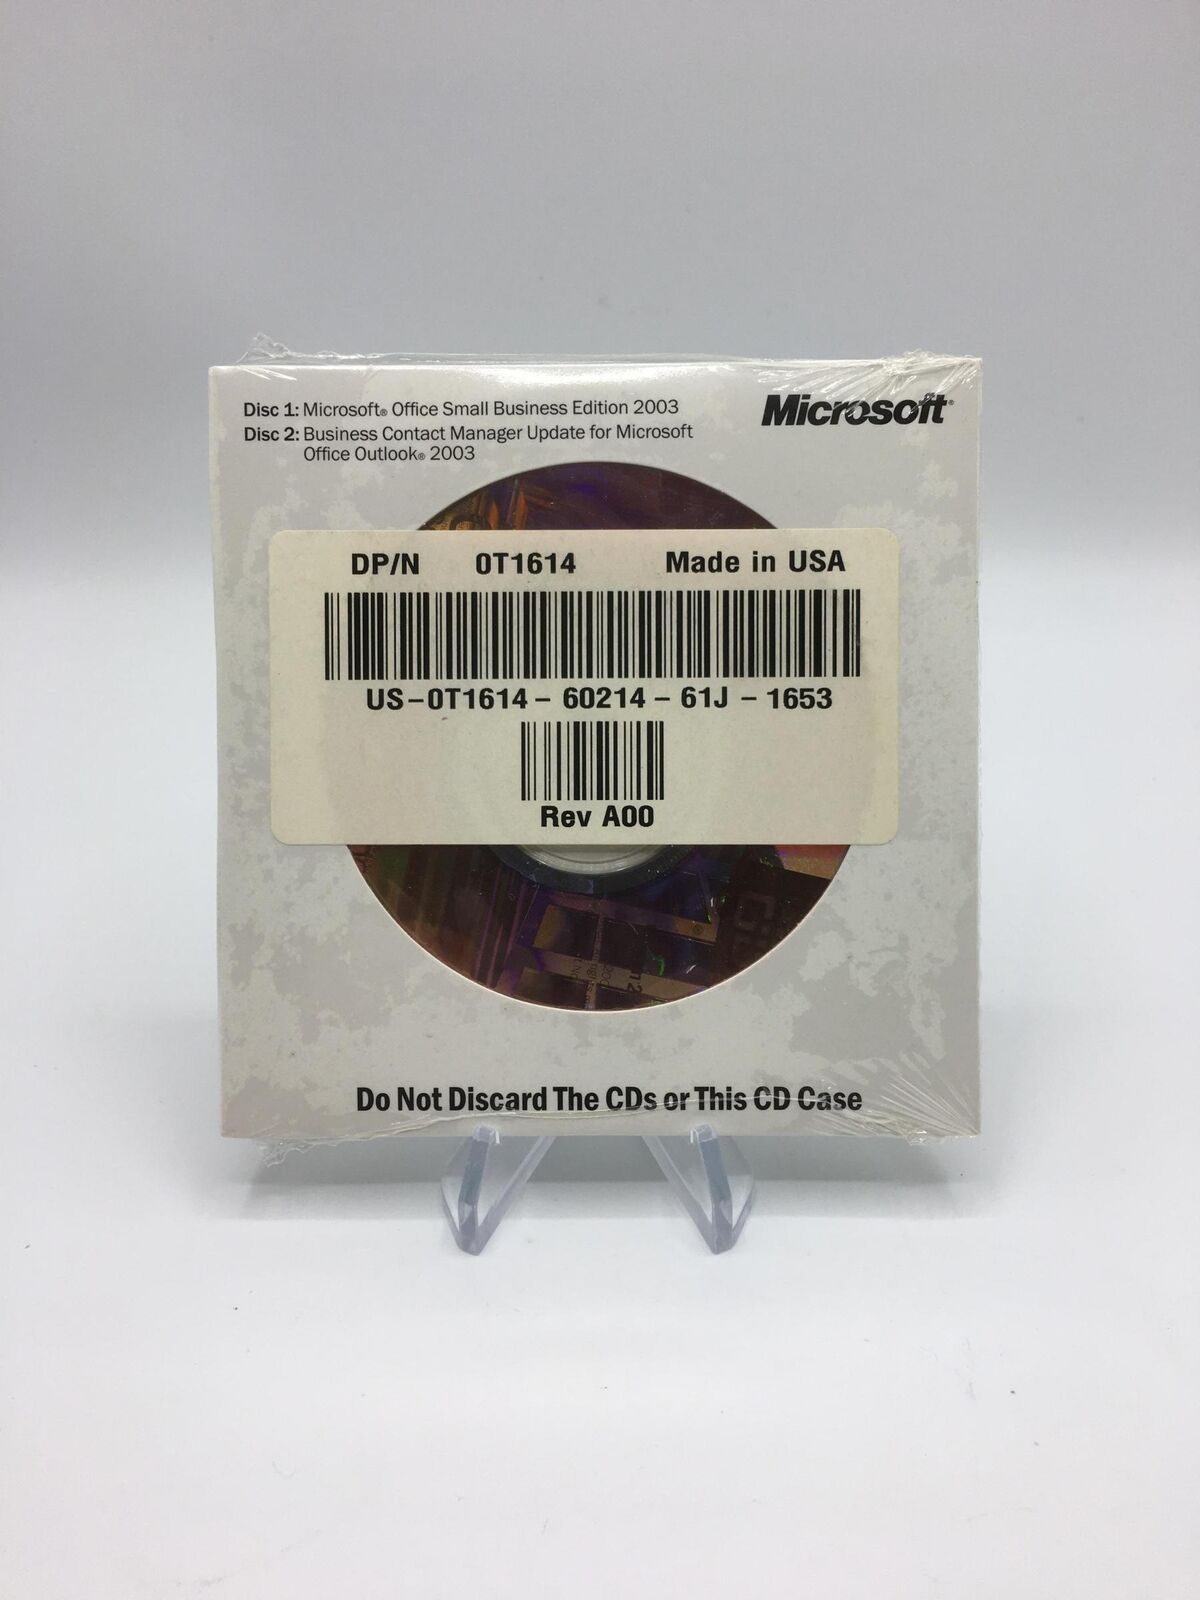 Disc 1: Microsoft® Office Small Business Edition 2003
Disc 2: Business Contact Manager Update for Microsoft
Office Outlook® 2003
Microsoft®
DP/N 0T1614 Made in USA
US-0T1614-60214-61J-1653
Rev A00
Do Not Discard The CDs or This CD Case